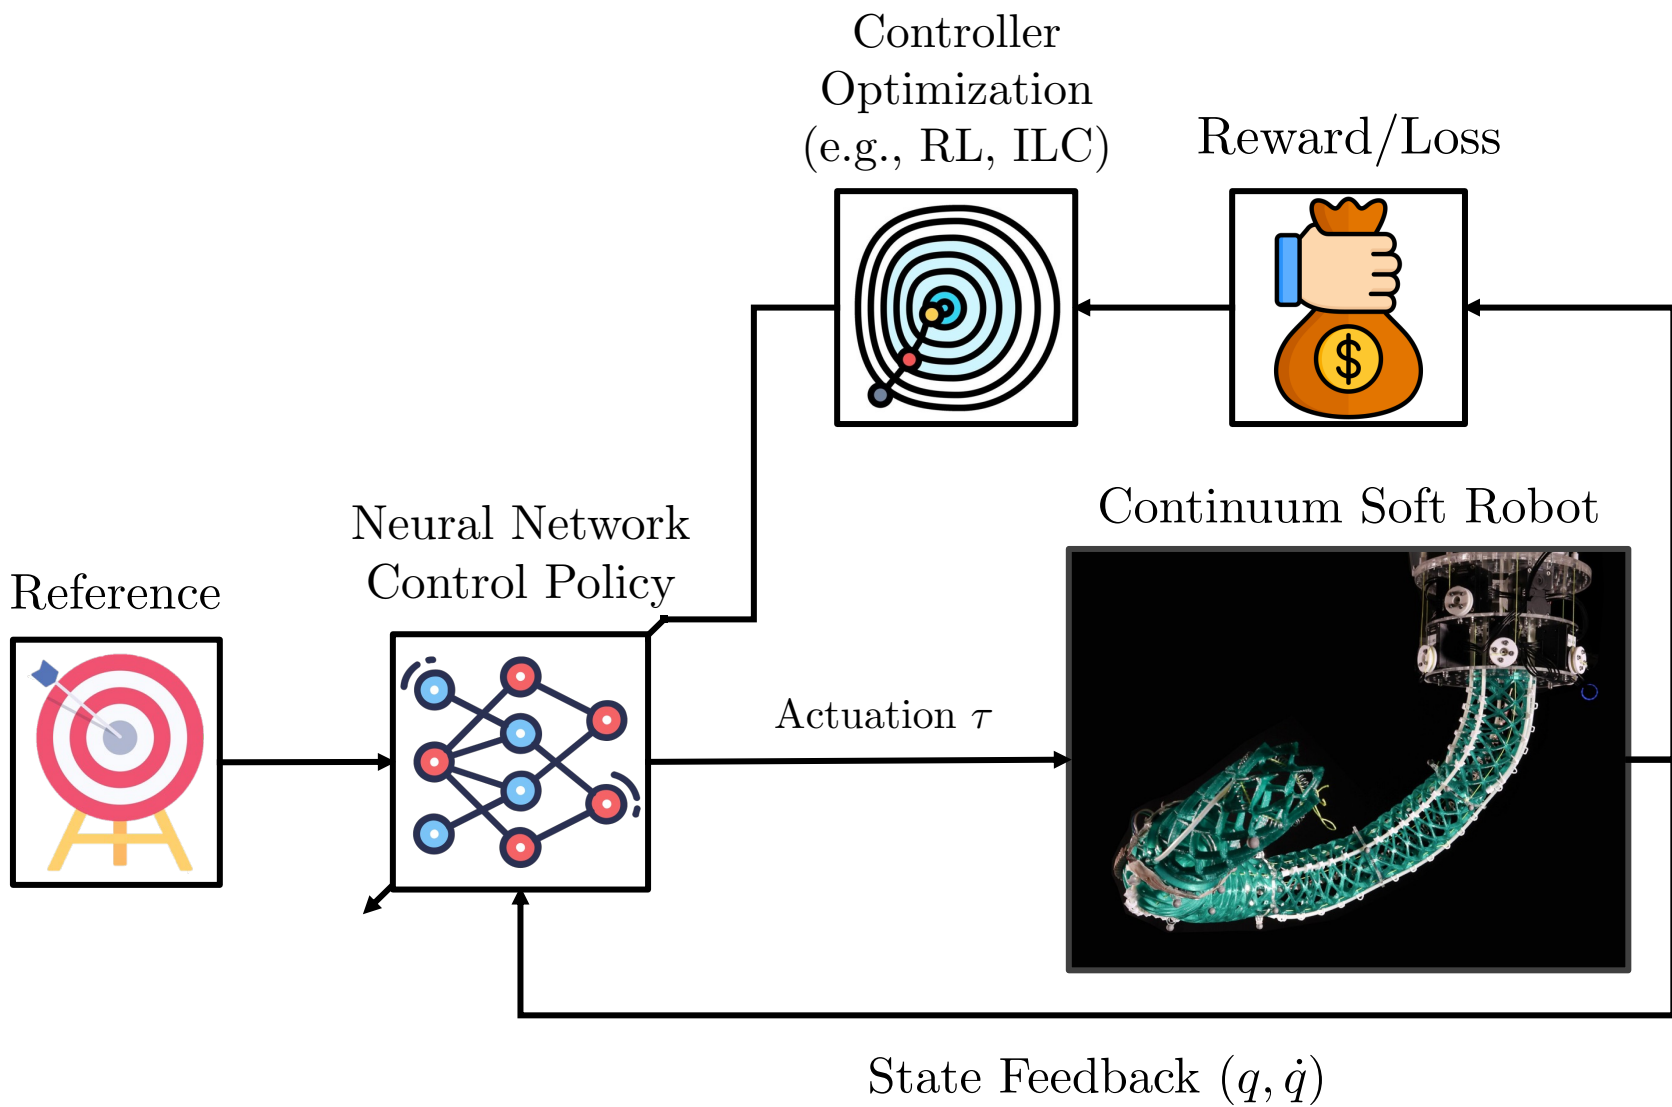 Controller
Optimization
(e.g., RL, ILC)
Reward/Loss
$
Neural Network
Control Policy
Continuum Soft Robot
Reference
Actuation τ
State Feedback (q, q̇)